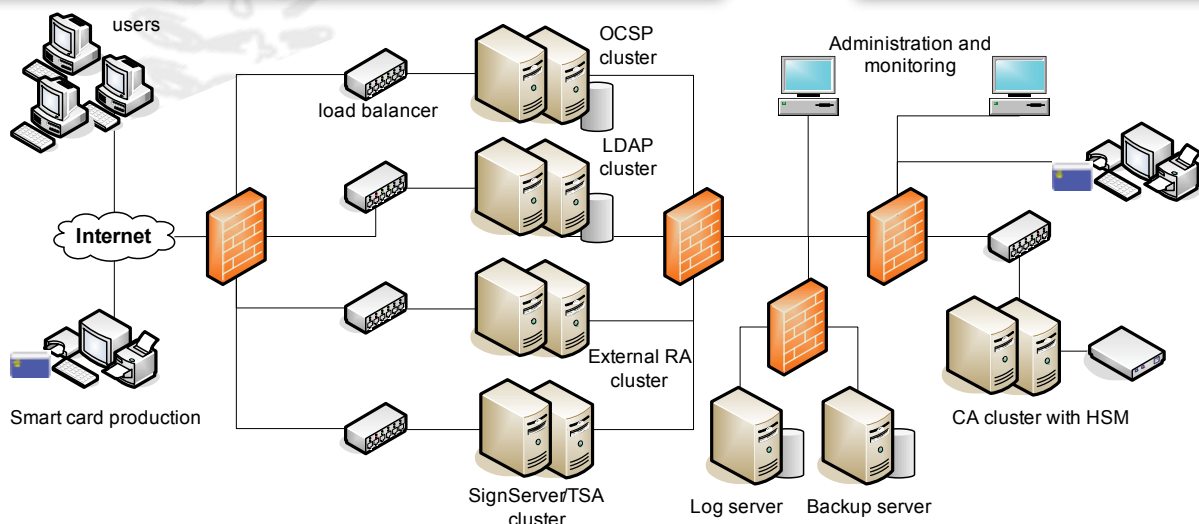 users
OCSP
cluster
Administration and
monitoring
load balancer
LDAP
cluster
Internet
External RA
cluster
Smart card production
CA cluster with HSM
SignServer/TSA
cluster
Log server
Backup server